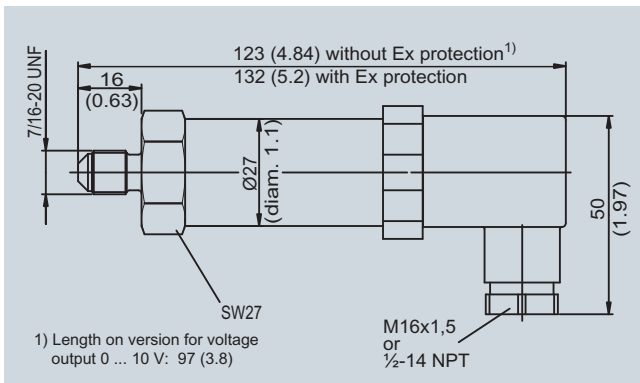 123 (4.84) without Ex protection1)
132 (5.2) with Ex protection
16
(0.63)
7/16-20 UNF
Ø27
(diam. 1.1)
50
(1.97)
SW27
M16x1,5
or
½-14 NPT
1) Length on version for voltage
output 0 ... 10 V: 97 (3.8)